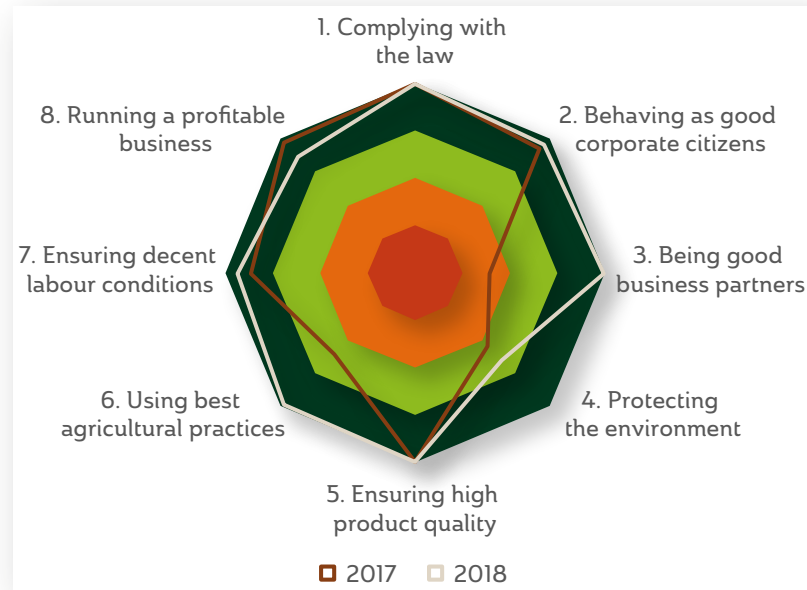 1. Complying with
the law
2. Behaving as good
corporate citizens
3. Being good
business partners
4. Protecting
the environment
5. Ensuring high
product quality
6. Using best
agricultural practices
7. Ensuring decent
labour conditions
8. Running a profitable
business
2017
2018